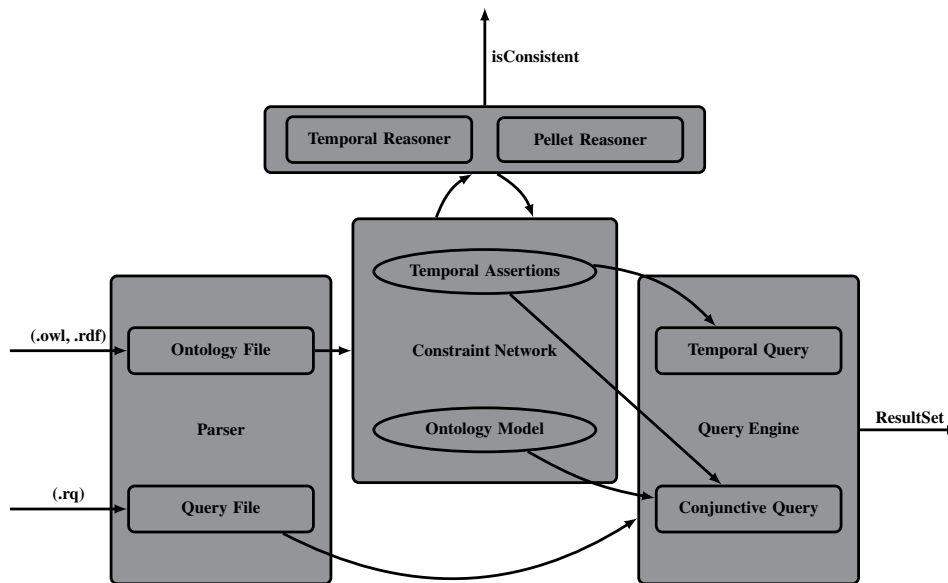 isConsistent
Temporal Reasoner
Pellet Reasoner
Temporal Assertions
(.owl, .rdf)
Ontology File
Constraint Network
Temporal Query
Parser
Ontology Model
Query Engine
ResultSet
(.rq)
Query File
Conjunctive Query